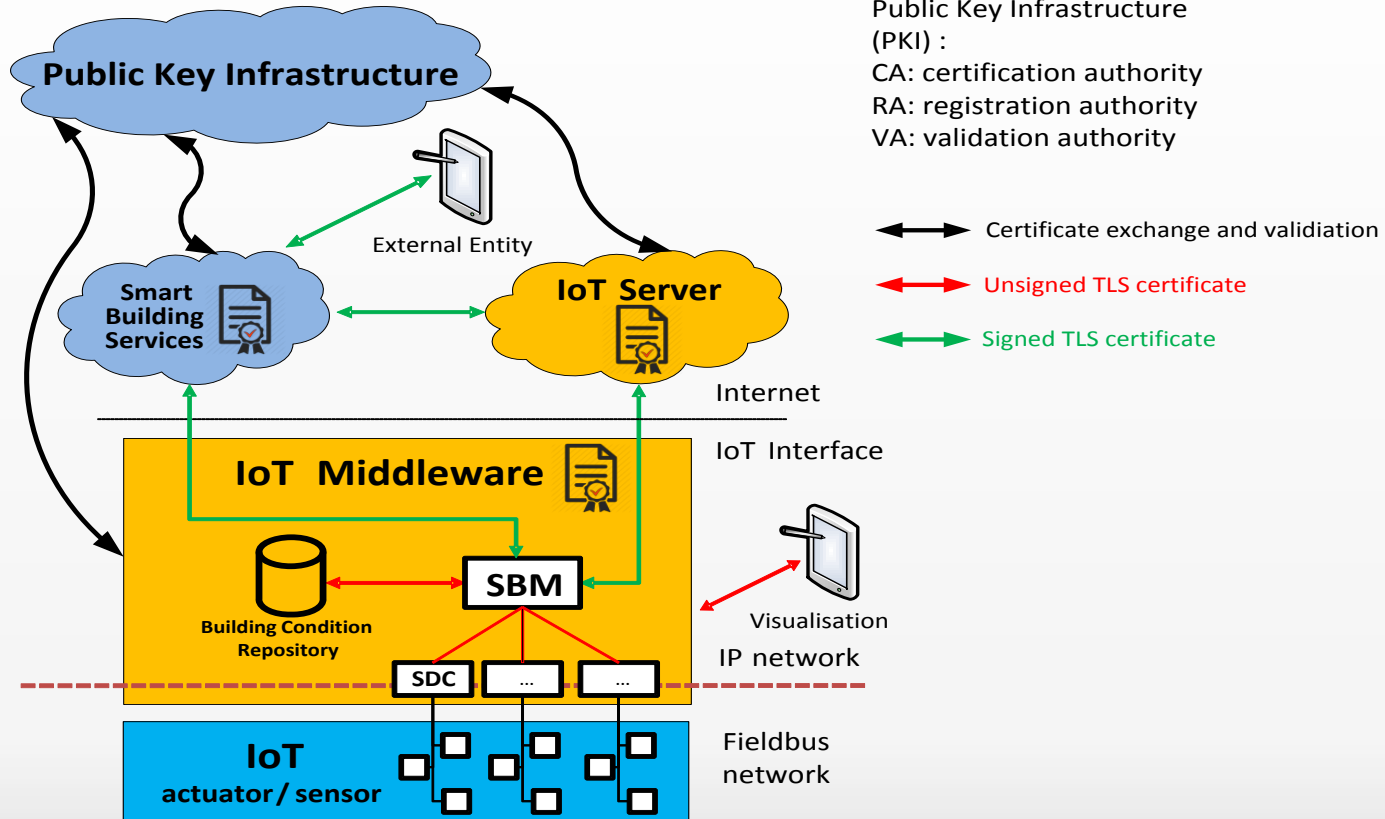 Public Key Infrastructure
(PKI) :
CA: certification authority
RA: registration authority
VA: validation authority
Public Key Infrastructure
External Entity
Certificate exchange and validiation
Unsigned TLS certificate
Signed TLS certificate
Smart
Building
Services
IoT Server
Internet
IoT Interface
IoT Middleware
SBM
Building Condition
Repository
Visualisation
IP network
SDC
...
...
Fieldbus
network
IoT
actuator / sensor